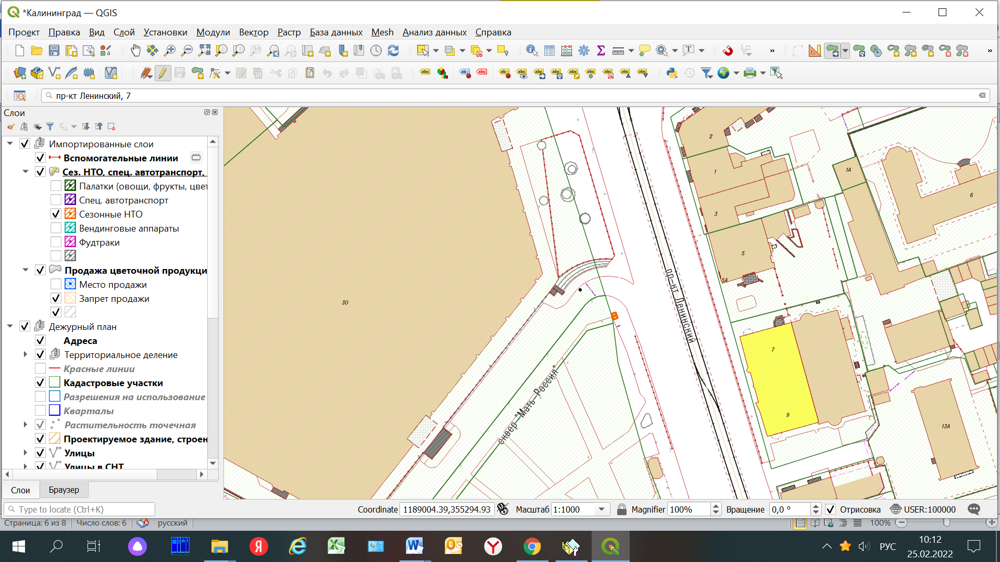 *Калининград — QGIS
Проект Правка Вид Слой Установки Модули Вектор Растр База данных Mesh Анализ данных Справка
пр-кт Ленинский, 7
Слои
Импортированные слои
Вспомогательные линии
Сез. НТО, спец. автотранспорт,
Палатки (овощи, фрукты, цвет
Спец. автотранспорт
Сезонные НТО
Вендинговые аппараты
Фудтраки
Продажа цветочной продукци
Место продажи
Запрет продажи
Дежурный план
Адреса
Территориальное деление
Красные линии
Кадастровые участки
Разрешения на использование
Кварталы
Растительность точечная
Проектируемое здание, строен
Улицы
Улицы в СНТ
Слои Браузер
30
2
1
3
5
5А
1А
6
7
9
13А
пр-кт Ленинский
сквер "Мать-Россия"
Type to locate (Ctrl+K)
Coordinate 1189004.39,355294.93 Масштаб 1:1000 Magnifier 100% Вращение 0,0 ° Отрисовка USER:100000
Страница: 6 из 8 Число слов: 6 русский 100%
РУС
10:12
25.02.2022